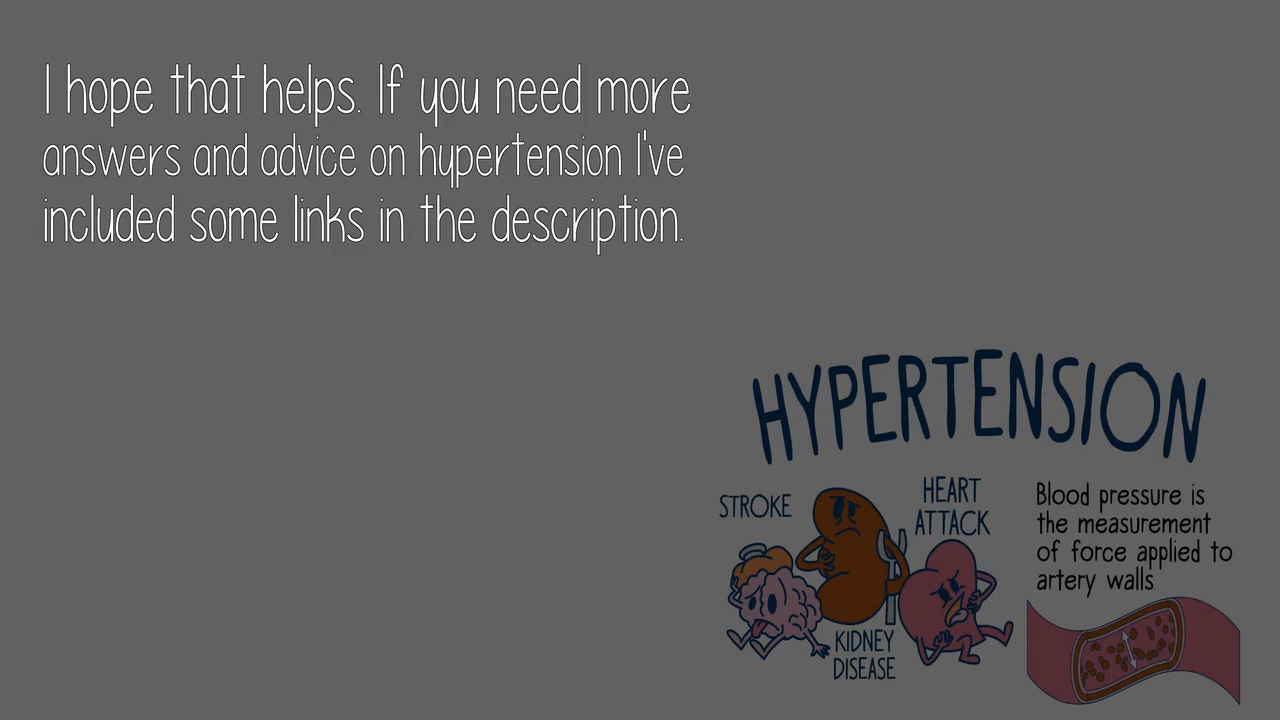 I hope that helps. If you need more
answers and advice on hypertension I've
included some links in the description.
HYPERTENSION
STROKE
HEART
ATTACK
KIDNEY
DISEASE
Blood pressure is
the measurement
of force applied to
artery walls